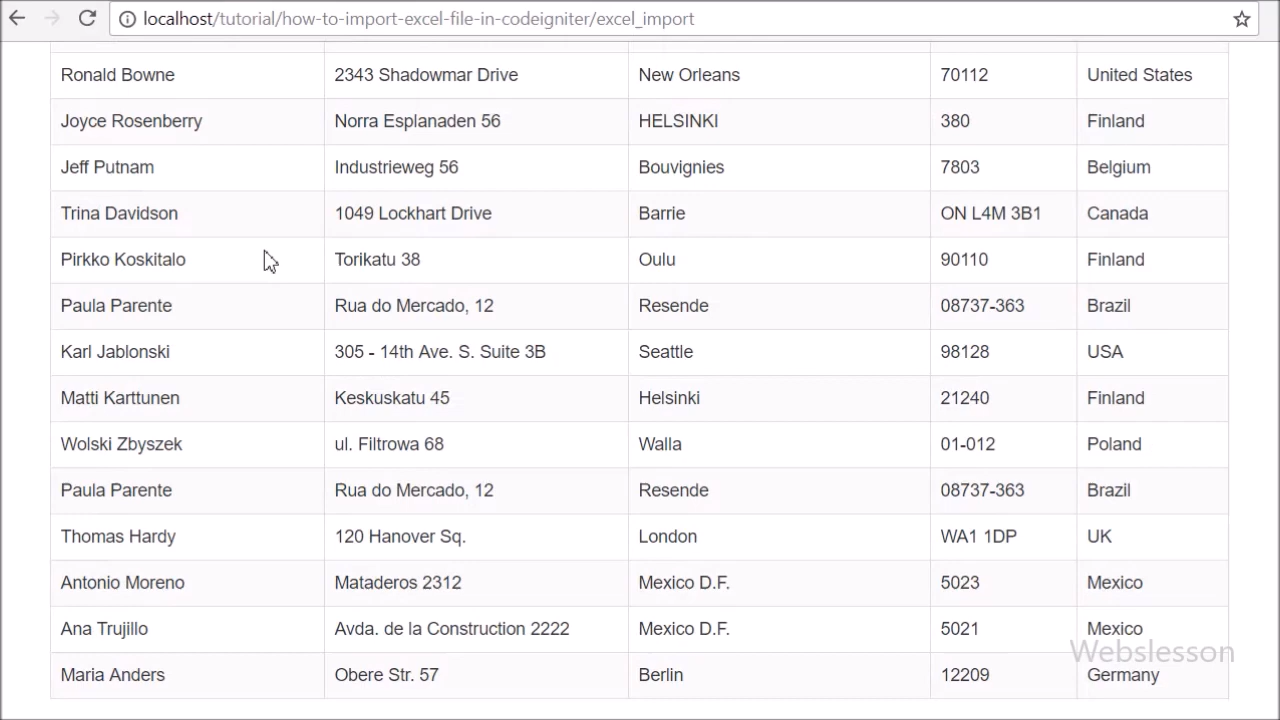 localhost/tutorial/how-to-import-excel-file-in-codeigniter/excel_import
Ronald Bowne 2343 Shadowmar Drive New Orleans 70112 United States
Joyce Rosenberry Norra Esplanaden 56 HELSINKI 380 Finland
Jeff Putnam Industrieweg 56 Bouvignies 7803 Belgium
Trina Davidson 1049 Lockhart Drive Barrie ON L4M 3B1 Canada
Pirkko Koskitalo Torikatu 38 Oulu 90110 Finland
Paula Parente Rua do Mercado, 12 Resende 08737-363 Brazil
Karl Jablonski 305 - 14th Ave. S. Suite 3B Seattle 98128 USA
Matti Karttunen Keskuskatu 45 Helsinki 21240 Finland
Wolski Zbyszek ul. Filtrowa 68 Walla 01-012 Poland
Paula Parente Rua do Mercado, 12 Resende 08737-363 Brazil
Thomas Hardy 120 Hanover Sq. London WA1 1DP UK
Antonio Moreno Mataderos 2312 Mexico D.F. 5023 Mexico
Ana Trujillo Avda. de la Construction 2222 Mexico D.F. 5021 Mexico
Webslesson
Maria Anders Obere Str. 57 Berlin 12209 Germany